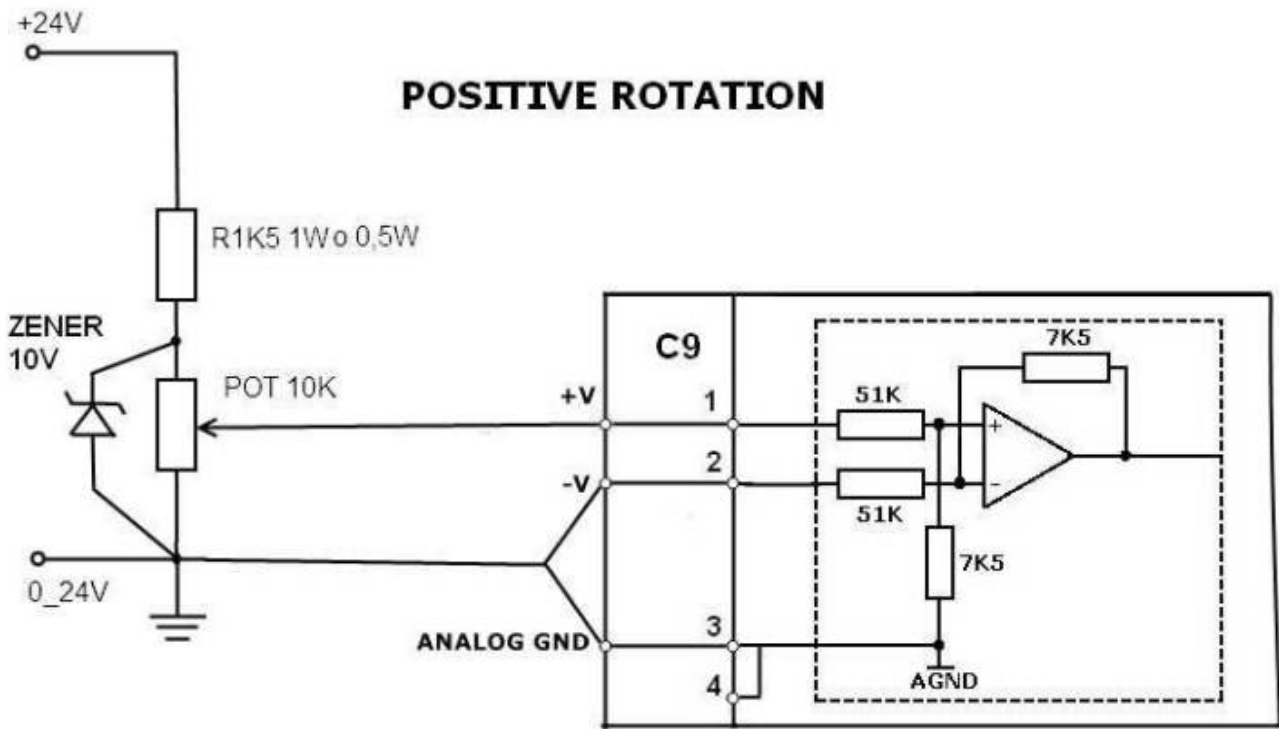 +24V
POSITIVE ROTATION
R1K5 1W o 0,5W
ZENER
10V
POT 10K
C9
7K5
+V
1
51K
+
-V
2
-
51K
7K5
0_24V
ANALOG GND
3
4
AGND